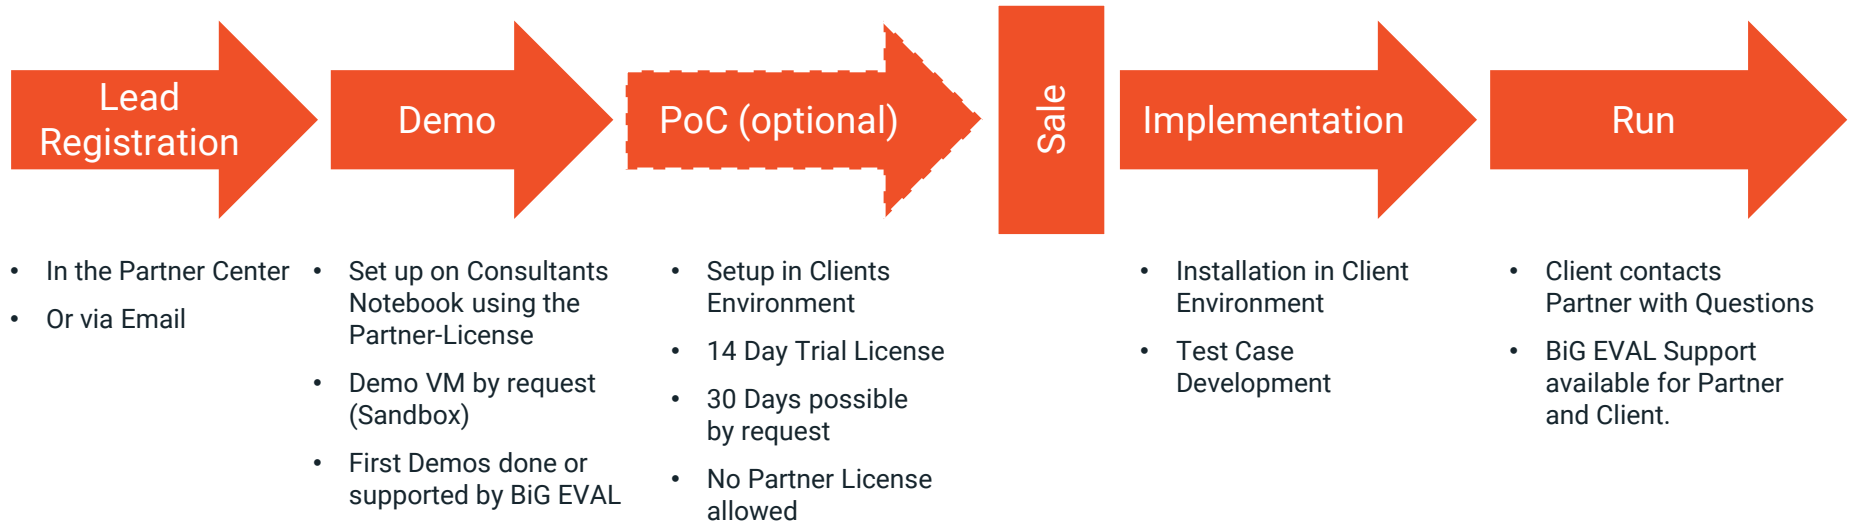 Lead
Registration
Demo
PoC (optional)
Sale
Implementation
Run
• In the Partner Center
• Or via Email
• Set up on Consultants
Notebook using the
Partner-License
• Demo VM by request
(Sandbox)
• First Demos done or
supported by BiG EVAL
• Setup in Clients
Environment
• 14 Day Trial License
• 30 Days possible
by request
• No Partner License
allowed
• Installation in Client
Environment
• Test Case
Development
• Client contacts
Partner with Questions
• BiG EVAL Support
available for Partner
and Client.